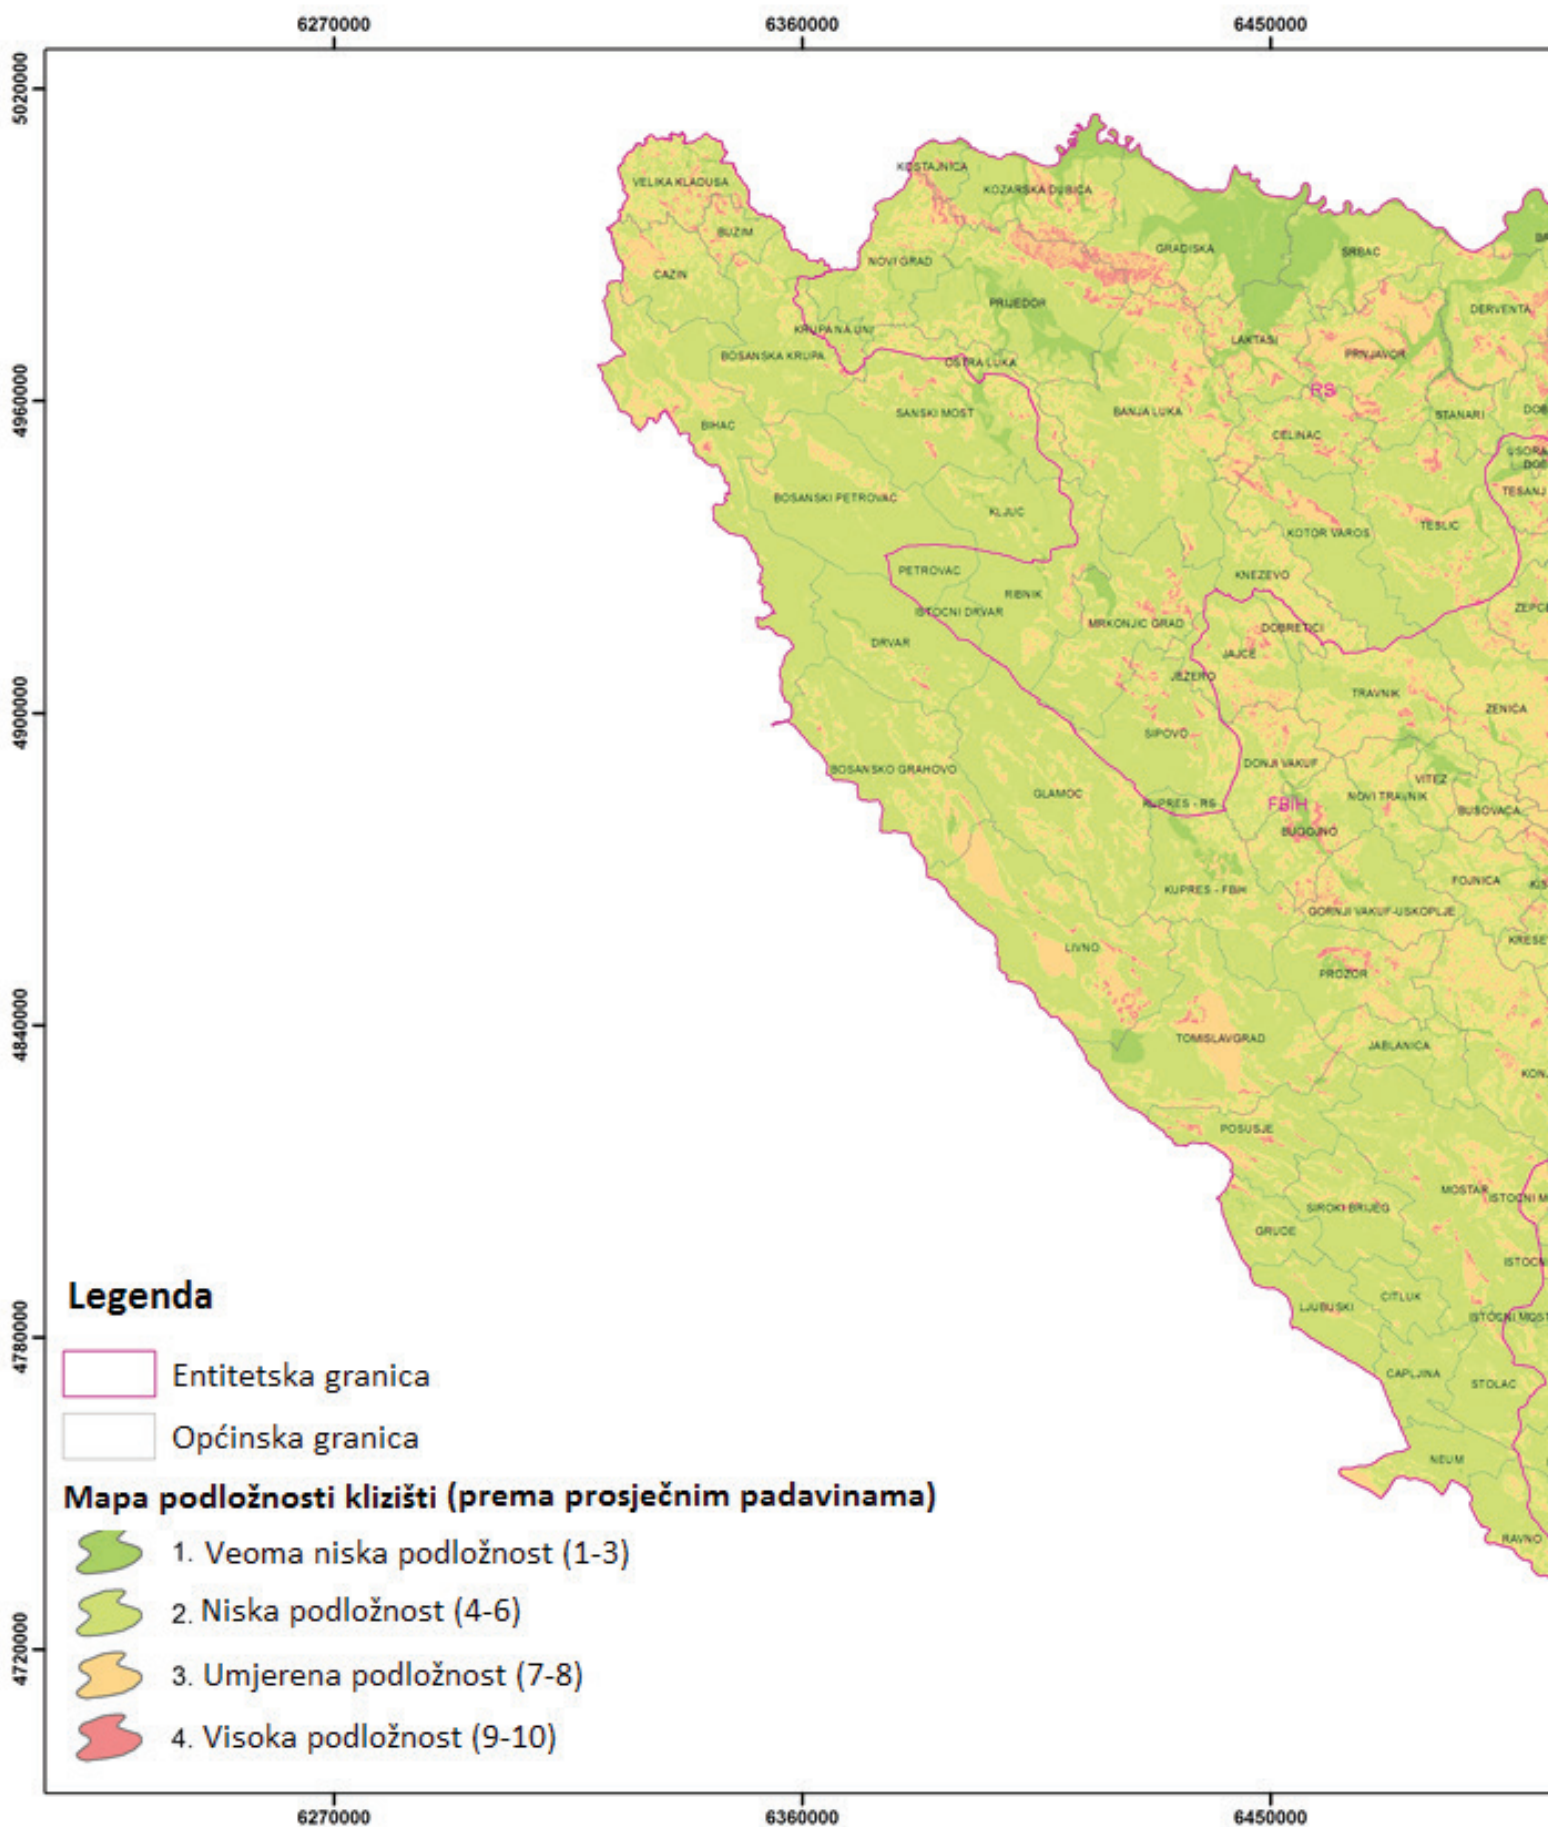 6270000 6360000 6450000
5020000
4960000
4900000
4840000
4780000
4720000
VELIKA KLADUSA
BUZIM
CAZIN
KOSTAJNICA
KOZARSKA DUBICA
NOVI GRAD
GRADISKA
SRBAC
PRIJEDOR
DERVENTA
KRUPA NA UNI
BOSANSKA KRUPA
OSTRA LUKA
LAKTASI
PRNJAVOR
RS
BIHAC
SANSKI MOST
BANJA LUKA
STANARI
CELINAC
BOSANSKI PETROVAC
KLJUC
TESANJ
KOTOR VAROS
TESLIC
PETROVAC
RIBNIK
KNEZEVO
ISTOCNI DRVAR
MRKONJIC GRAD
DOBRETICI
DRVAR
JAJCE
JEZERO
TRAVNIK
ZENICA
SIPOVO
BOSANSKO GRAHOVO
DONJI VAKUF
GLAMOC
VITEZ
KUPRES - RS
FBIH
NOVI TRAVNIK
BUSOVACA
BUGOJNO
KUPRES - FBIH
FOJNICA
GORNJI VAKUF-USKOPLJE
LIVNO
PROZOR
TOMISLAVGRAD
JABLANICA
POSUSJE
MOSTAR
SIROKI BRIJEG
GRUDE
CITLUK
LJUBUSKI
CAPLJINA
STOLAC
NEUM
RAVNO
Legenda
Entitetska granica
Općinska granica
Mapa podložnosti klizišti (prema prosječnim padavinama)
1. Veoma niska podložnost (1-3)
2. Niska podložnost (4-6)
3. Umjerena podložnost (7-8)
4. Visoka podložnost (9-10)
6270000 6360000 6450000